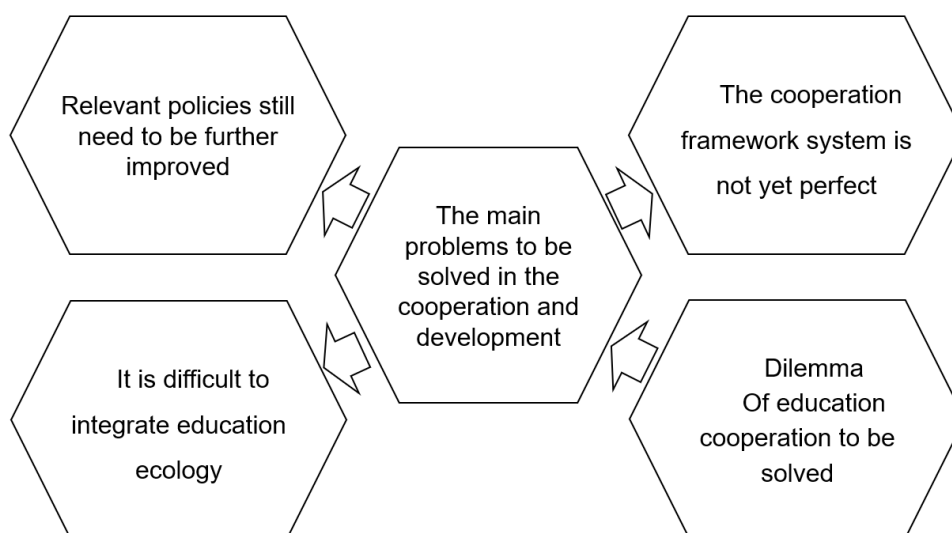 Relevant policies still
need to be further
improved
The cooperation
framework system is
not yet perfect
The main
problems to be
solved in the
cooperation and
development
It is difficult to
integrate education
ecology
Dilemma
Of education
cooperation to be
solved